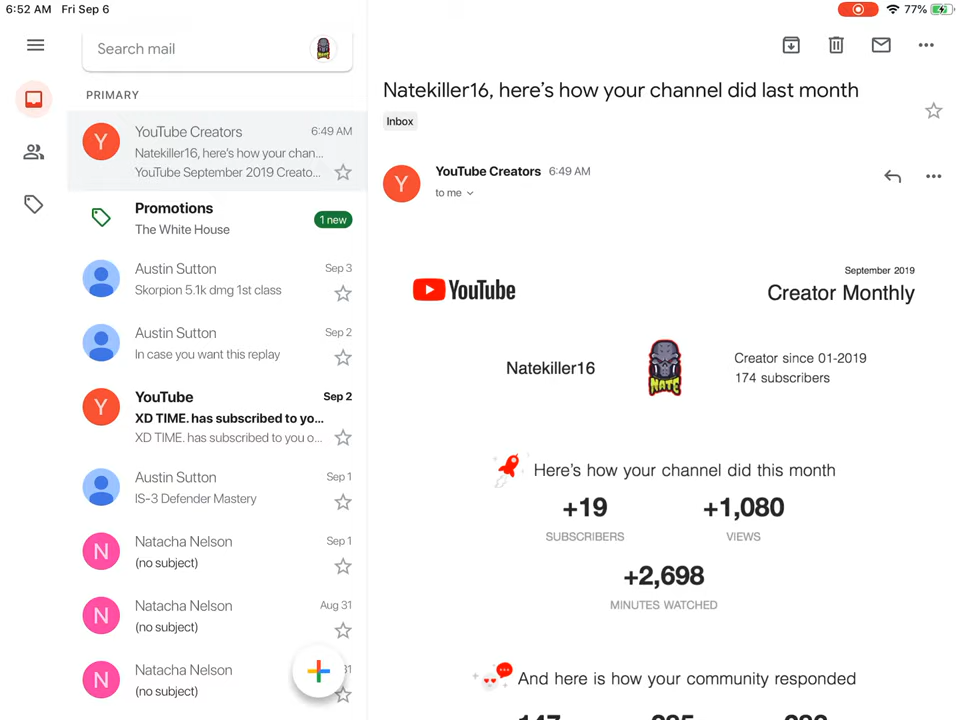 6:52 AM Fri Sep 6
77%
Search mail
PRIMARY
YouTube Creators 6:49 AM
Natekiller16, here's how your chan...
YouTube September 2019 Creato...
Promotions
The White House
1 new
Austin Sutton Sep 3
Skorpion 5.1k dmg 1st class
Austin Sutton Sep 2
In case you want this replay
YouTube Sep 2
XD TIME. has subscribed to yo...
XD TIME. has subscribed to you o...
Austin Sutton Sep 1
IS-3 Defender Mastery
Natacha Nelson Sep 1
(no subject)
Natacha Nelson Aug 31
(no subject)
Natacha Nelson 31
(no subject)
Natekiller16, here's how your channel did last month
Inbox
YouTube Creators 6:49 AM
to me
YouTube
September 2019
Creator Monthly
Natekiller16
NATE
Creator since 01-2019
174 subscribers
Here's how your channel did this month
+19
SUBSCRIBERS
+1,080
VIEWS
+2,698
MINUTES WATCHED
And here is how your community responded